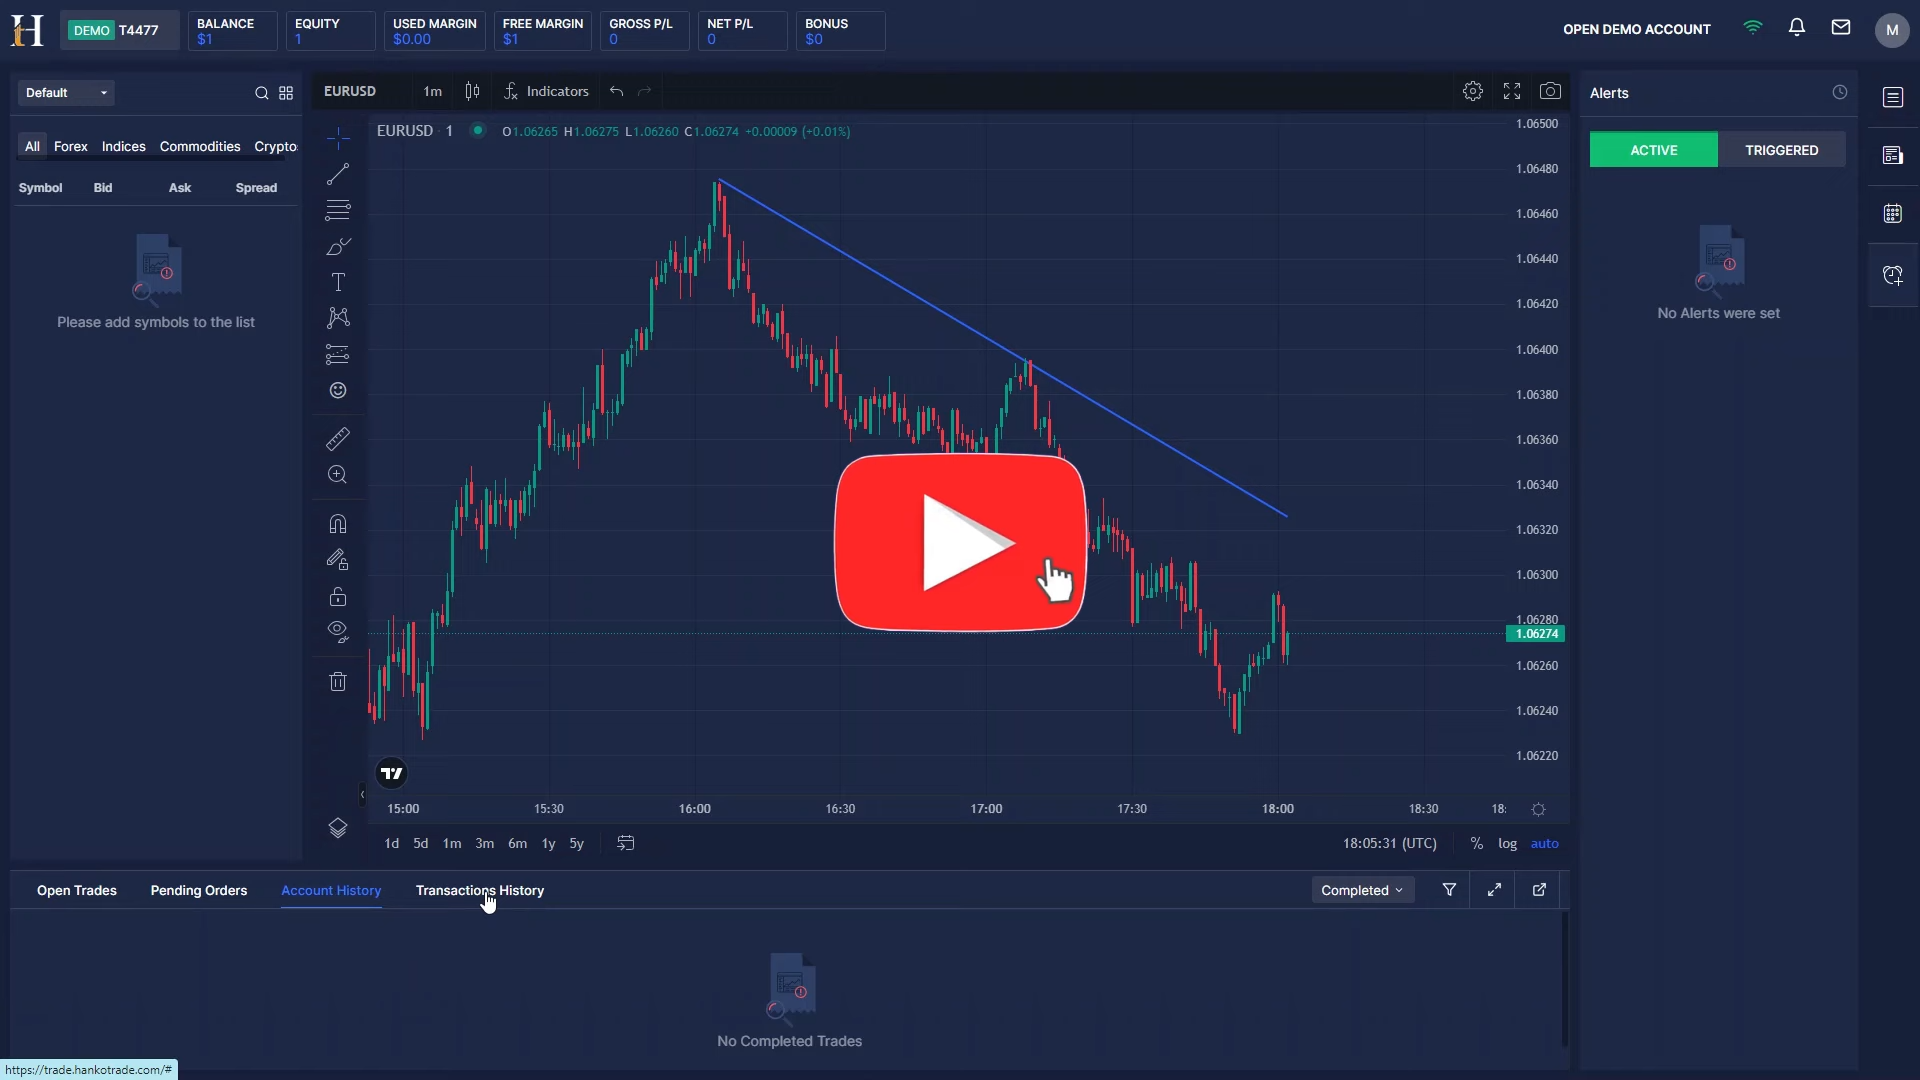 H DEMO T4477 BALANCE $1 EQUITY 1 USED MARGIN $0.00 FREE MARGIN $1 GROSS P/L 0 NET P/L 0 BONUS $0 OPEN DEMO ACCOUNT M
Default
EURUSD 1m Indicators
Alerts
EURUSD · 1 O1.06265 H1.06275 L1.06260 C1.06274 +0.00009 (+0.01%)
All Forex Indices Commodities Crypto
ACTIVE TRIGGERED
Symbol Bid Ask Spread
Please add symbols to the list
No Alerts were set
1.06500
1.06480
1.06460
1.06440
1.06420
1.06400
1.06380
1.06360
1.06340
1.06320
1.06300
1.06280
1.06274
1.06260
1.06240
1.06220
15:00 15:30 16:00 16:30 17:00 17:30 18:00 18:30 18:
1d 5d 1m 3m 6m 1y 5y 18:05:31 (UTC) % log auto
Open Trades Pending Orders Account History Transactions History Completed
No Completed Trades
https://trade.hankotrade.com/#